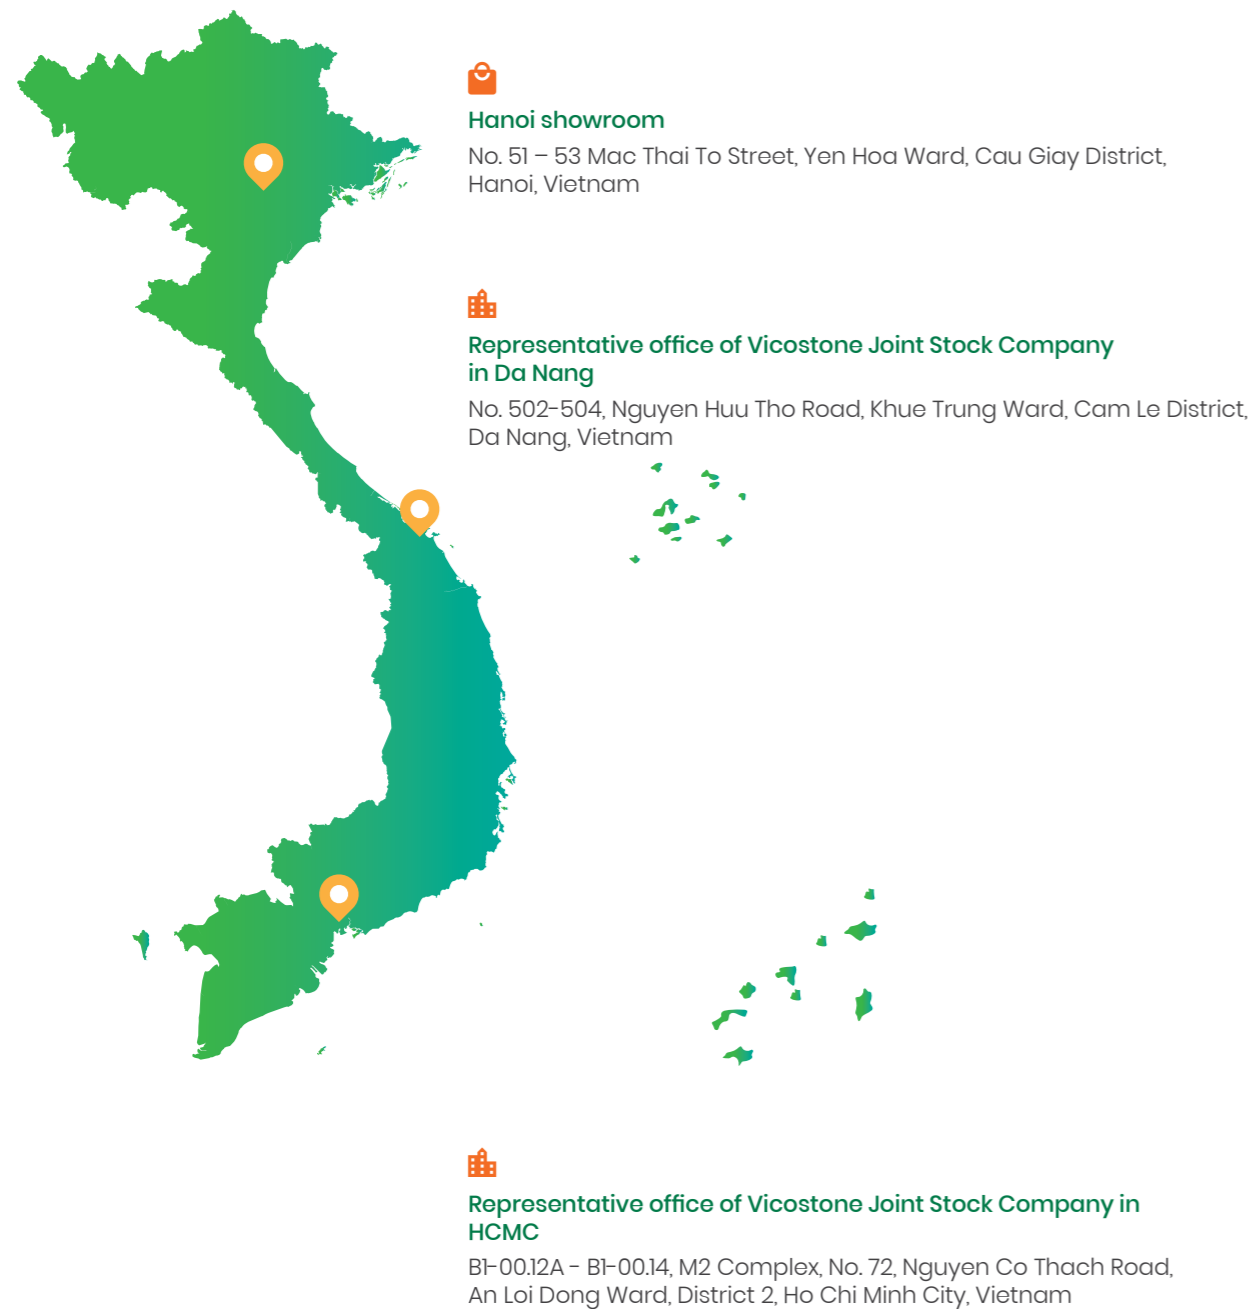 Hanoi showroom
No. 51 – 53 Mac Thai To Street, Yen Hoa Ward, Cau Giay District,
Hanoi, Vietnam
Representative office of Vicostone Joint Stock Company
in Da Nang
No. 502-504, Nguyen Huu Tho Road, Khue Trung Ward, Cam Le District,
Da Nang, Vietnam
Representative office of Vicostone Joint Stock Company in
HCMC
B1-00.12A - B1-00.14, M2 Complex, No. 72, Nguyen Co Thach Road,
An Loi Dong Ward, District 2, Ho Chi Minh City, Vietnam